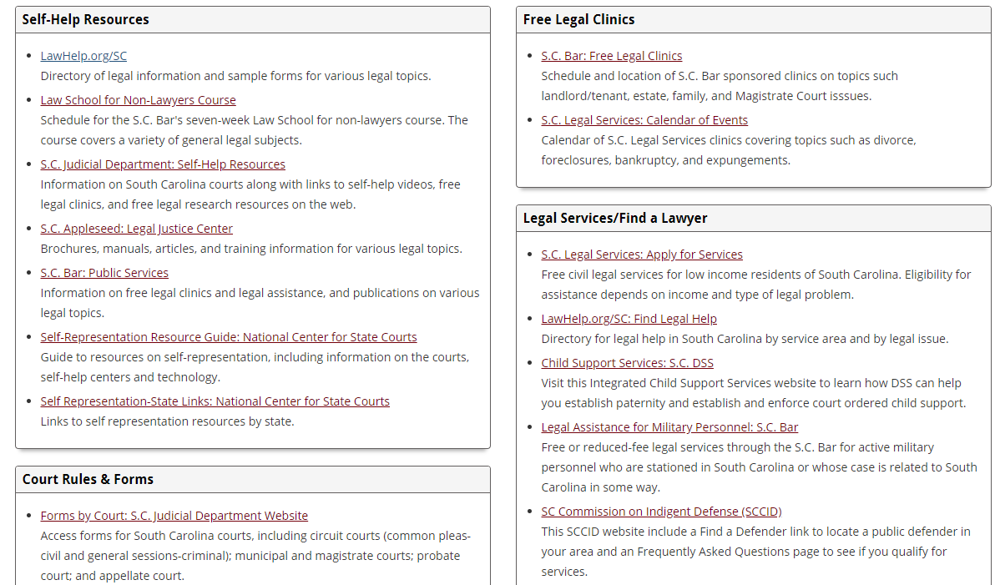 Self-Help Resources
LawHelp.org/SC
Directory of legal information and sample forms for various legal topics.
Law School for Non-Lawyers Course
Schedule for the S.C. Bar's seven-week Law School for non-lawyers course. The
course covers a variety of general legal subjects.
S.C. Judicial Department: Self-Help Resources
Information on South Carolina courts along with links to self-help videos, free
legal clinics, and free legal research resources on the web.
S.C. Appleseed: Legal Justice Center
Brochures, manuals, articles, and training information for various legal topics.
S.C. Bar: Public Services
Information on free legal clinics and legal assistance, and publications on various
legal topics.
Self-Representation Resource Guide: National Center for State Courts
Guide to resources on self-representation, including information on the courts,
self-help centers and technology.
Self Representation-State Links: National Center for State Courts
Links to self representation resources by state.
Court Rules & Forms
Forms by Court: S.C. Judicial Department Website
Access forms for South Carolina courts, including circuit courts (common pleas-
civil and general sessions-criminal); municipal and magistrate courts; probate
court; and appellate court.
Free Legal Clinics
S.C. Bar: Free Legal Clinics
Schedule and location of S.C. Bar sponsored clinics on topics such
landlord/tenant, estate, family, and Magistrate Court isssues.
S.C. Legal Services: Calendar of Events
Calendar of S.C. Legal Services clinics covering topics such as divorce,
foreclosures, bankruptcy, and expungements.
Legal Services/Find a Lawyer
S.C. Legal Services: Apply for Services
Free civil legal services for low income residents of South Carolina. Eligibility for
assistance depends on income and type of legal problem.
LawHelp.org/SC: Find Legal Help
Directory for legal help in South Carolina by service area and by legal issue.
Child Support Services: S.C. DSS
Visit this Integrated Child Support Services website to learn how DSS can help
you establish paternity and establish and enforce court ordered child support.
Legal Assistance for Military Personnel: S.C. Bar
Free or reduced-fee legal services through the S.C. Bar for active military
personnel who are stationed in South Carolina or whose case is related to South
Carolina in some way.
SC Commission on Indigent Defense (SCCID)
This SCCID website include a Find a Defender link to locate a public defender in
your area and an Frequently Asked Questions page to see if you qualify for
services.